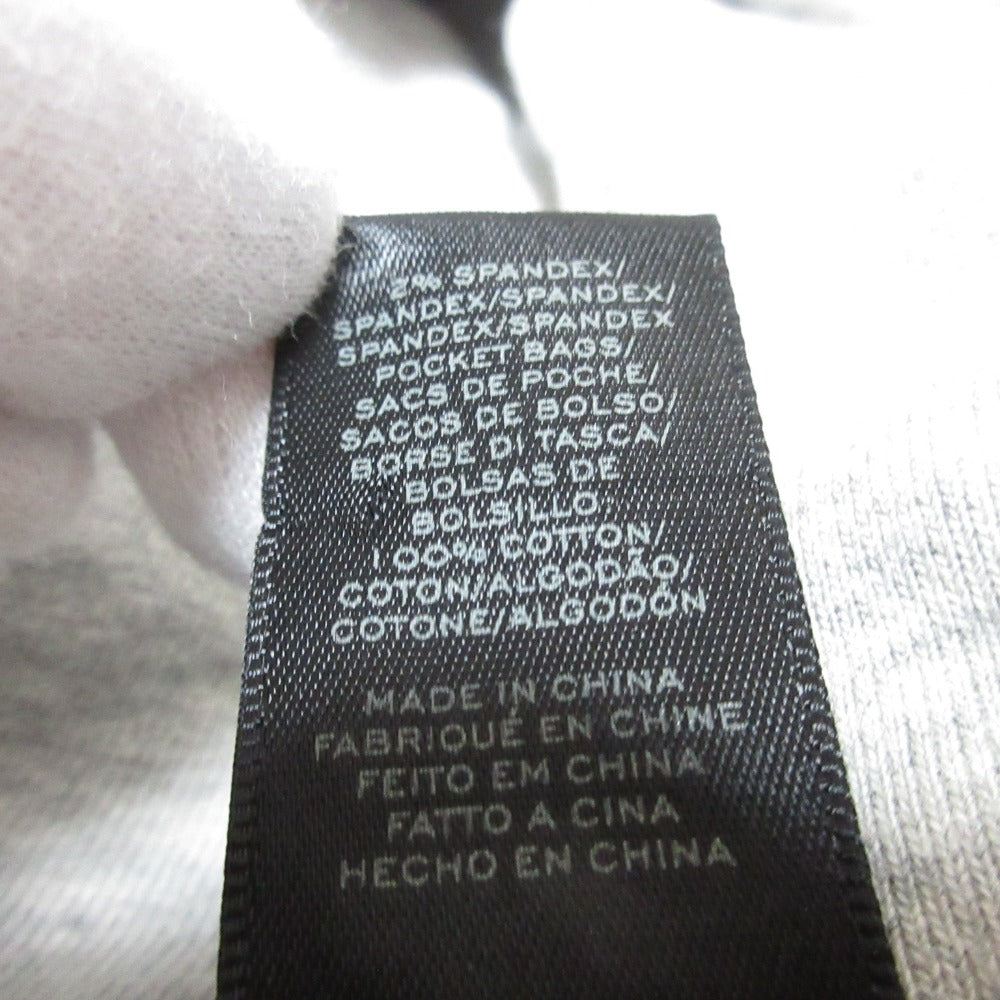 2% SPANDEX/
SPANDEX/SPANDEX/
SPANDEX/SPANDEX
POCKET BAGS/
SACS DE POCHE/
SACOS DE BOLSO/
BORSE DI TASCA/
BOLSAS DE
BOLSILLO:
100% COTTON/
COTON/ALGODÃO/
COTONE/ALGODÓN
MADE IN CHINA
FABRIQUÉ EN CHINE
FEITO EM CHINA
FATTO A CINA
HECHO EN CHINA